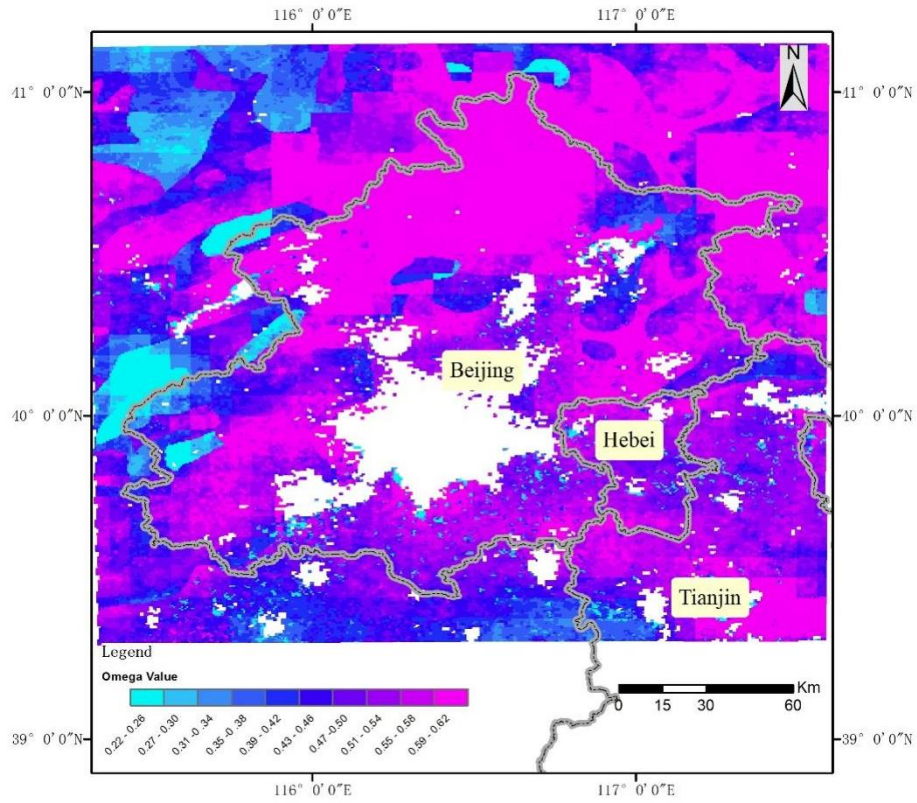 116° 0′0″E
117° 0′0″E
41° 0′0″N
N
41° 0′0″N
Beijing
40° 0′0″N
Hebei
40° 0′0″N
Tianjin
Legend
Omega Value
0.22 - 0.26
0.27 - 0.30
0.31 - 0.34
0.35 - 0.38
0.39 - 0.42
0.43 - 0.46
0.47 - 0.50
0.51 - 0.54
0.55 - 0.58
0.59 - 0.62
Km
0 15 30 60
39° 0′0″N
39° 0′0″N
116° 0′0″E
117° 0′0″E